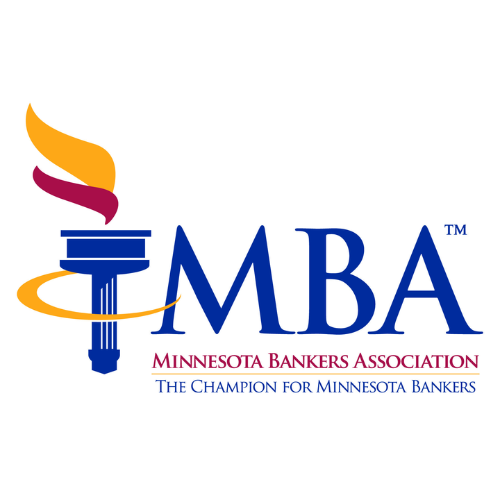 MBA™
Minnesota Bankers Association
The Champion for Minnesota Bankers